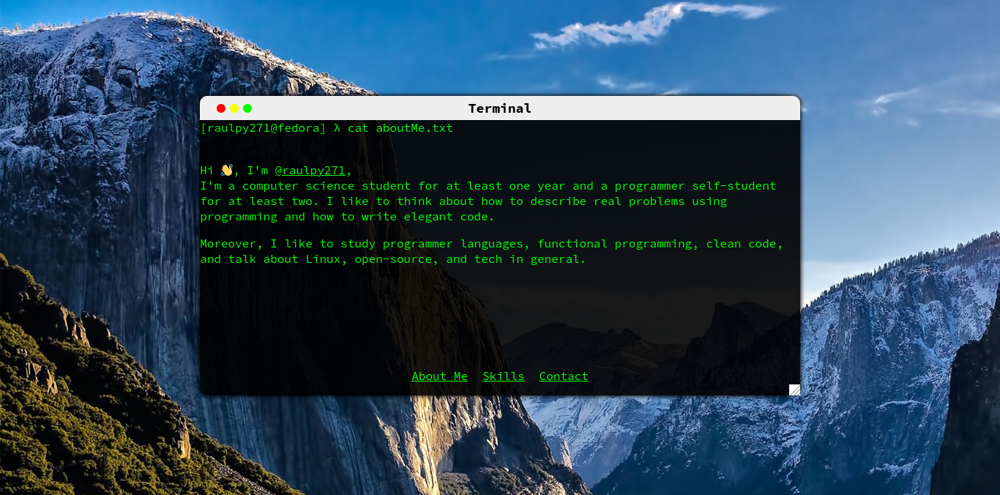 Terminal
[raulpy271@fedora] λ cat aboutMe.txt
Hi 👋, I'm @raulpy271,
I'm a computer science student for at least one year and a programmer self-student
for at least two. I like to think about how to describe real problems using
programming and how to write elegant code.
Moreover, I like to study programmer languages, functional programming, clean code,
and talk about Linux, open-source, and tech in general.
About Me Skills Contact